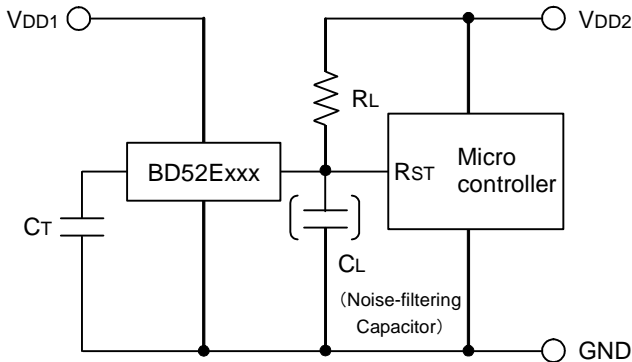 VDD1
VDD2
RL
BD52Exxx
RST
Micro
controller
CT
CL
（Noise-filtering
Capacitor）
GND